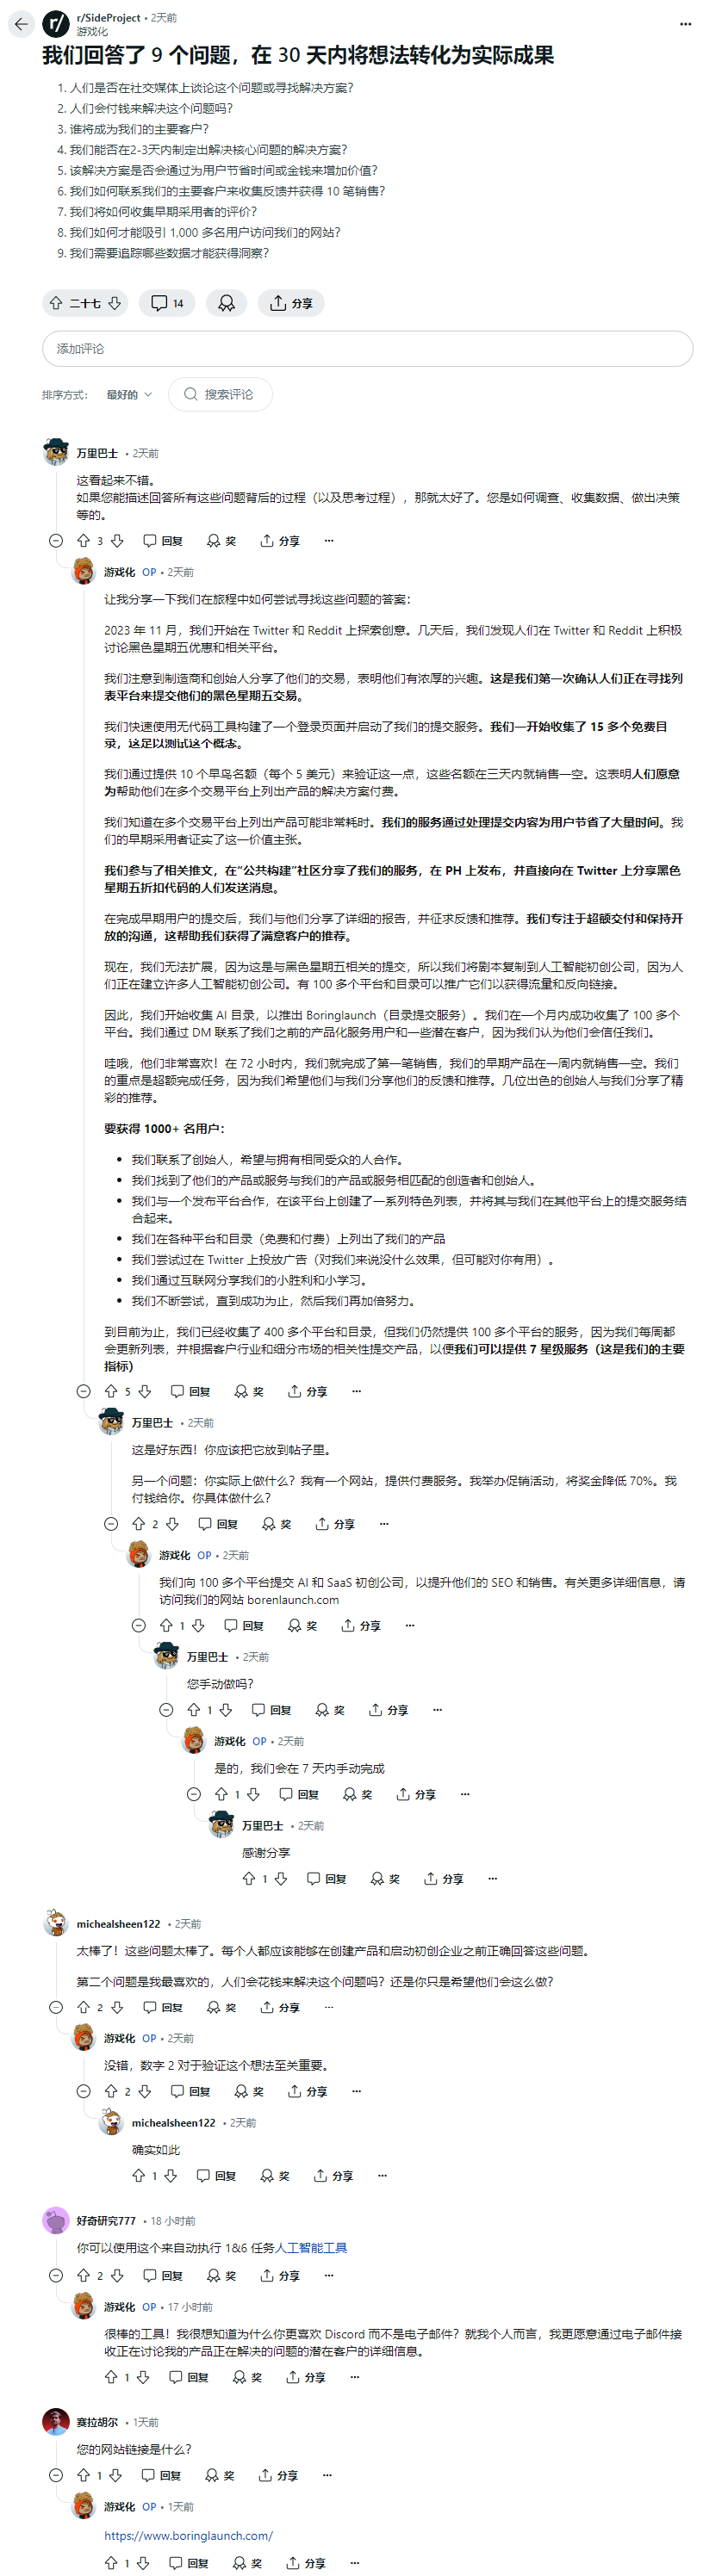 r/SideProject • 2天前
游戏化
我们回答了 9 个问题，在 30 天内将想法转化为实际成果
1. 人们是否在社交媒体上谈论这个问题或寻找解决方案？
2. 人们会付钱来解决这个问题吗？
3. 谁将成为我们的主要客户？
4. 我们能否在2-3天内制定出解决核心问题的解决方案？
5. 该解决方案是否会通过为用户节省时间或金钱来增加价值？
6. 我们如何联系我们的主要客户来收集反馈并获得 10 笔销售？
7. 我们将如何收集早期采用者的评价？
8. 我们如何才能吸引 1,000 多名用户访问我们的网站？
9. 我们需要追踪哪些数据才能获得洞察？
二十七 14 分享
添加评论
排序方式： 最好的 搜索评论
万里巴士 • 2天前
这看起来不错。
如果您能描述回答所有这些问题背后的过程（以及思考过程），那就太好了。您是如何调查、收集数据、做出决策
等的。
3 回复 奖 分享 ...
游戏化 OP • 2天前
让我分享一下我们在旅程中如何尝试寻找这些问题的答案：
2023 年 11 月，我们开始在 Twitter 和 Reddit 上探索创意。几天后，我们发现人们在 Twitter 和 Reddit 上积极
讨论黑色星期五优惠和相关平台。
我们注意到制造商和创始人分享了他们的交易，表明他们有浓厚的兴趣。这是我们第一次确认人们正在寻找列
表平台来提交他们的黑色星期五交易。
我们快速使用无代码工具构建了一个登录页面并启动了我们的提交服务。我们一开始收集了 15 多个免费目
录，这足以测试这个概念。
我们通过提供 10 个早鸟名额（每个 5 美元）来验证这一点，这些名额在三天内就销售一空。这表明人们愿意
为帮助他们在多个交易平台上列出产品的解决方案付费。
我们知道在多个交易平台上列出产品可能非常耗时。我们的服务通过处理提交内容为用户节省了大量时间。我
们的早期采用者证实了这一价值主张。
我们参与了相关推文，在“公共构建”社区分享了我们的服务，在 PH 上发布，并直接向在 Twitter 上分享黑色
星期五折扣代码的人们发送消息。
在完成早期用户的提交后，我们与他们分享了详细的报告，并征求反馈和推荐。我们专注于超额交付和保持开
放的沟通，这帮助我们获得了满意客户的推荐。
现在，我们无法扩展，因为这是与黑色星期五相关的提交，所以我们将剧本复制到人工智能初创公司，因为人
们正在建立许多人工智能初创公司。有 100 多个平台和目录可以推广它们以获得流量和反向链接。
因此，我们开始收集 AI 目录，以推出 Boringlaunch（目录提交服务）。我们在一个月内成功收集了 100 多个
平台。我们通过 DM 联系了我们之前的产品化服务用户和一些潜在客户，因为我们认为他们会信任我们。
哇哦，他们非常喜欢！在 72 小时内，我们就完成了第一笔销售，我们的早期产品在一周内就销售一空。我们
的重点是超额完成任务，因为我们希望他们与我们分享他们的反馈和推荐。几位出色的创始人与我们分享了精
彩的推荐。
要获得 1000+ 名用户：
• 我们联系了创始人，希望与拥有相同受众的人合作。
• 我们找到了他们的产品或服务与我们的产品或服务相匹配的创造者和创始人。
• 我们与一个发布平台合作，在该平台上创建了一系列特色列表，并将其与我们在其他平台上的提交服务结
合起来。
• 我们在各种平台和目录（免费和付费）上列出了我们的产品
• 我们尝试过在 Twitter 上投放广告（对我们来说没什么效果，但可能对你有用）。
• 我们通过互联网分享我们的小胜利和小学习。
• 我们不断尝试，直到成功为止，然后我们再加倍努力。
到目前为止，我们已经收集了 400 多个平台和目录，但我们仍然提供 100 多个平台的服务，因为我们每周都
会更新列表，并根据客户行业和细分市场的相关性提交产品，以便我们可以提供 7 星级服务（这是我们的主要
指标）
5 回复 奖 分享 ...
万里巴士 • 2天前
这是好东西！你应该把它放到帖子里。
另一个问题：你实际上做什么？我有一个网站，提供付费服务。我举办促销活动，将奖金降低 70%。我
付钱给你。你具体做什么？
2 回复 奖 分享 ...
游戏化 OP • 2天前
我们向 100 多个平台提交 AI 和 SaaS 初创公司，以提升他们的 SEO 和销售。有关更多详细信息，请
访问我们的网站 borenlaunch.com
1 回复 奖 分享 ...
万里巴士 • 2天前
您手动做吗？
1 回复 奖 分享 ...
游戏化 OP • 2天前
是的，我们会在 7 天内手动完成
1 回复 奖 分享 ...
万里巴士 • 2天前
感谢分享
1 回复 奖 分享 ...
michealsheen122 • 2天前
太棒了！这些问题太棒了。每个人都应该能够在创建产品和启动初创企业之前正确回答这些问题。
第二个问题是我最喜欢的，人们会花钱来解决这个问题吗？还是你只是希望他们会这么做？
2 回复 奖 分享 ...
游戏化 OP • 2天前
没错，数字 2 对于验证这个想法至关重要。
2 回复 奖 分享 ...
michealsheen122 • 2天前
确实如此
1 回复 奖 分享 ...
好奇研究777 • 18 小时前
你可以使用这个来自动执行 1&6 任务人工智能工具
2 回复 奖 分享 ...
游戏化 OP • 17 小时前
很棒的工具！我很想知道为什么你更喜欢 Discord 而不是电子邮件？就我个人而言，我更愿意通过电子邮件接
收正在讨论我的产品正在解决的问题的潜在客户的详细信息。
1 回复 奖 分享 ...
赛拉胡尔 • 1天前
您的网站链接是什么？
1 回复 奖 分享 ...
游戏化 OP • 1天前
https://www.boringlaunch.com/
1 回复 奖 分享 ...